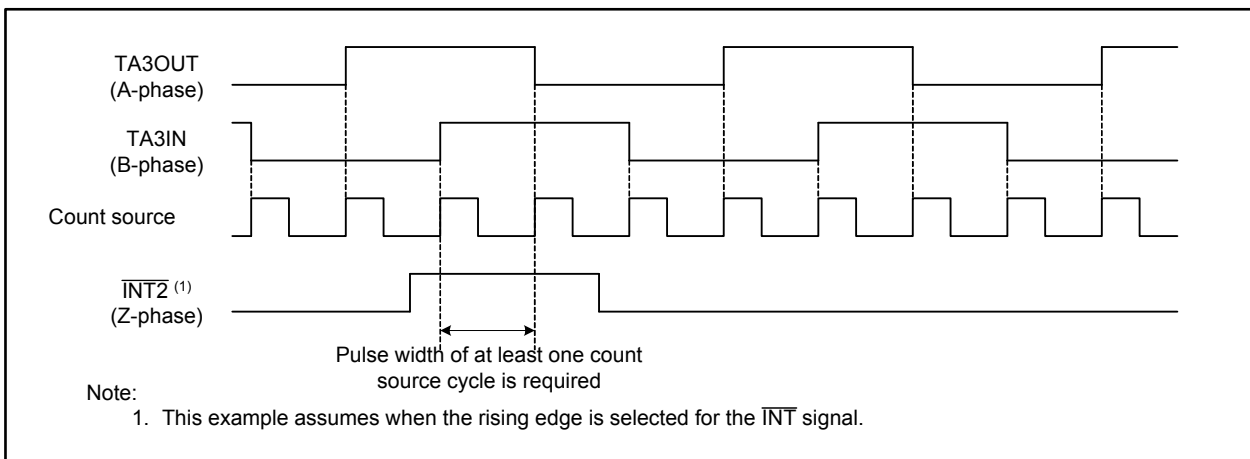 TA3OUT
(A-phase)
TA3IN
(B-phase)
Count source
INT2 (1)
(Z-phase)
Pulse width of at least one count
source cycle is required
Note:
1. This example assumes when the rising edge is selected for the INT signal.